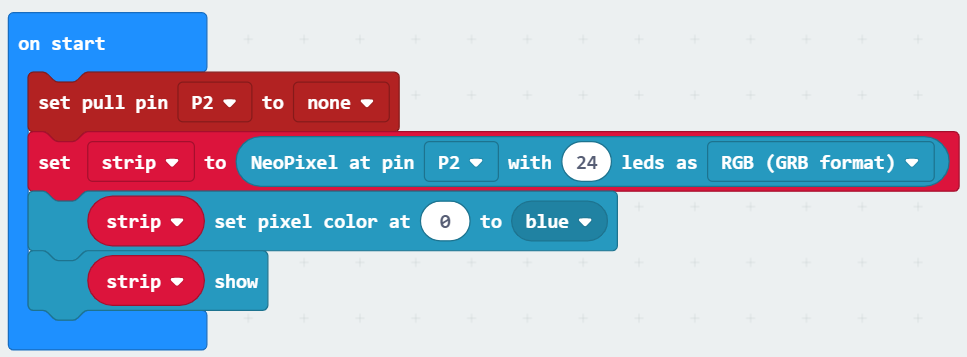 on start
set pull pin P2 to none
set strip to NeoPixel at pin P2 with 24 leds as RGB (GRB format)
strip set pixel color at 0 to blue
strip show